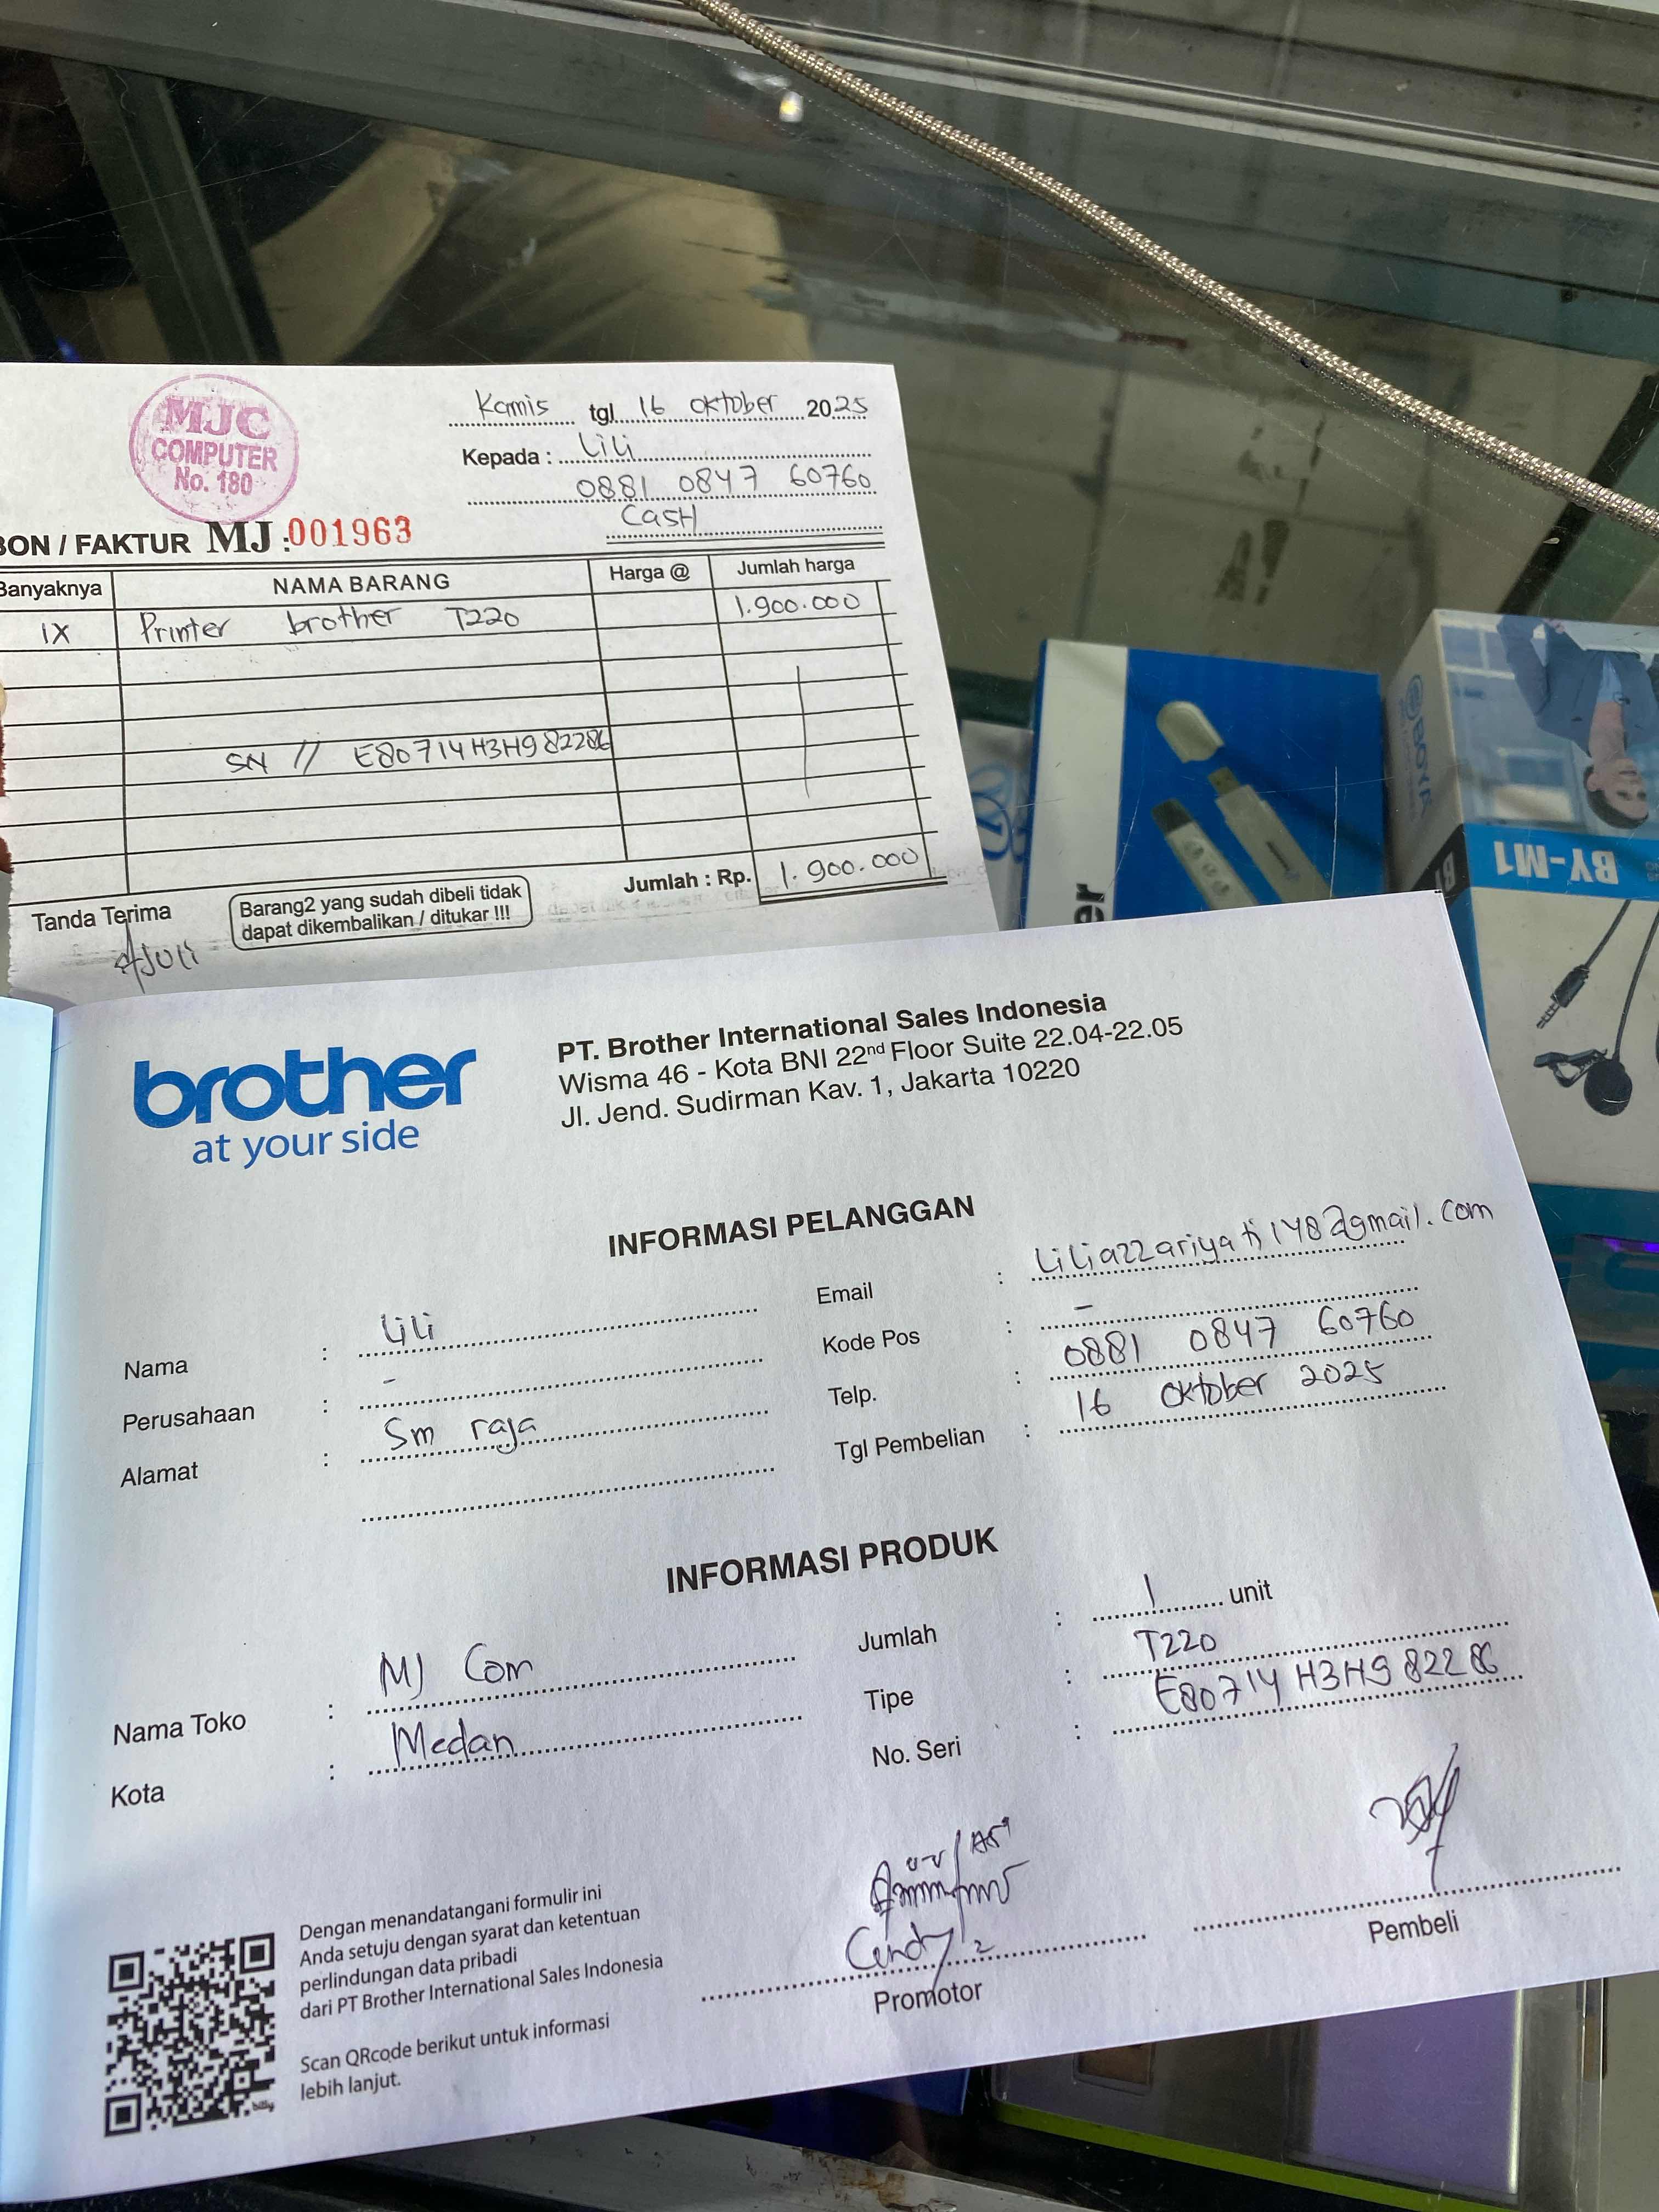 MJC
COMPUTER
No. 180
Kamis tgl. 16 oktober 2025
Kepada : Lili
0881 0847 60760
CASH
BON / FAKTUR MJ :001963
Banyaknya NAMA BARANG Harga @ Jumlah harga
1X Printer brother T220 1.900.000
SN // E80714H3H982286
Jumlah : Rp. 1.900.000
Tanda Terima
Barang2 yang sudah dibeli tidak
dapat dikembalikan / ditukar !!!
BOYA
BY-M1
er
brother
at your side
PT. Brother International Sales Indonesia
Wisma 46 - Kota BNI 22nd Floor Suite 22.04-22.05
Jl. Jend. Sudirman Kav. 1, Jakarta 10220
INFORMASI PELANGGAN
Nama : Lili
Perusahaan : -
Alamat : Sm raja
Email : Liliazzariyati148@gmail.com
Kode Pos : -
Telp. : 0881 0847 60760
Tgl Pembelian : 16 Oktober 2025
INFORMASI PRODUK
Nama Toko : MJ Com
Kota : Medan
Jumlah : 1 unit
Tipe : T220
No. Seri : E80714H3H982286
Dengan menandatangani formulir ini
Anda setuju dengan syarat dan ketentuan
perlindungan data pribadi
dari PT Brother International Sales Indonesia
Scan QRcode berikut untuk informasi
lebih lanjut.
Cendy
Promotor
Pembeli